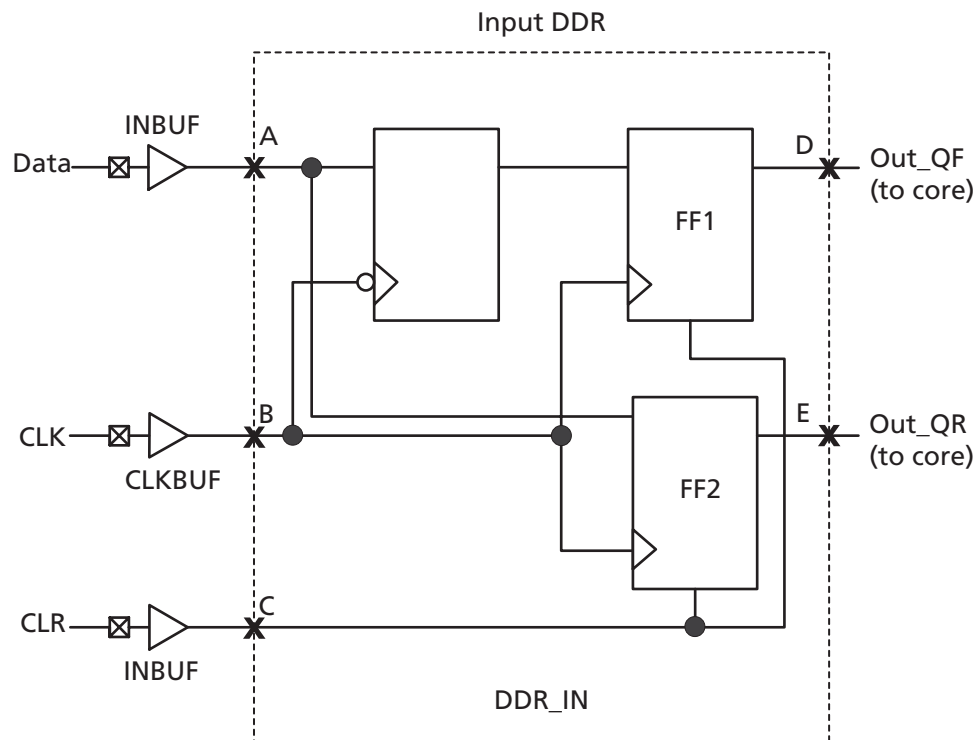 Input DDR
INBUF
A
D
Data
Out_QF
(to core)
FF1
B
E
CLK
Out_QR
(to core)
CLKBUF
FF2
C
CLR
INBUF
DDR_IN